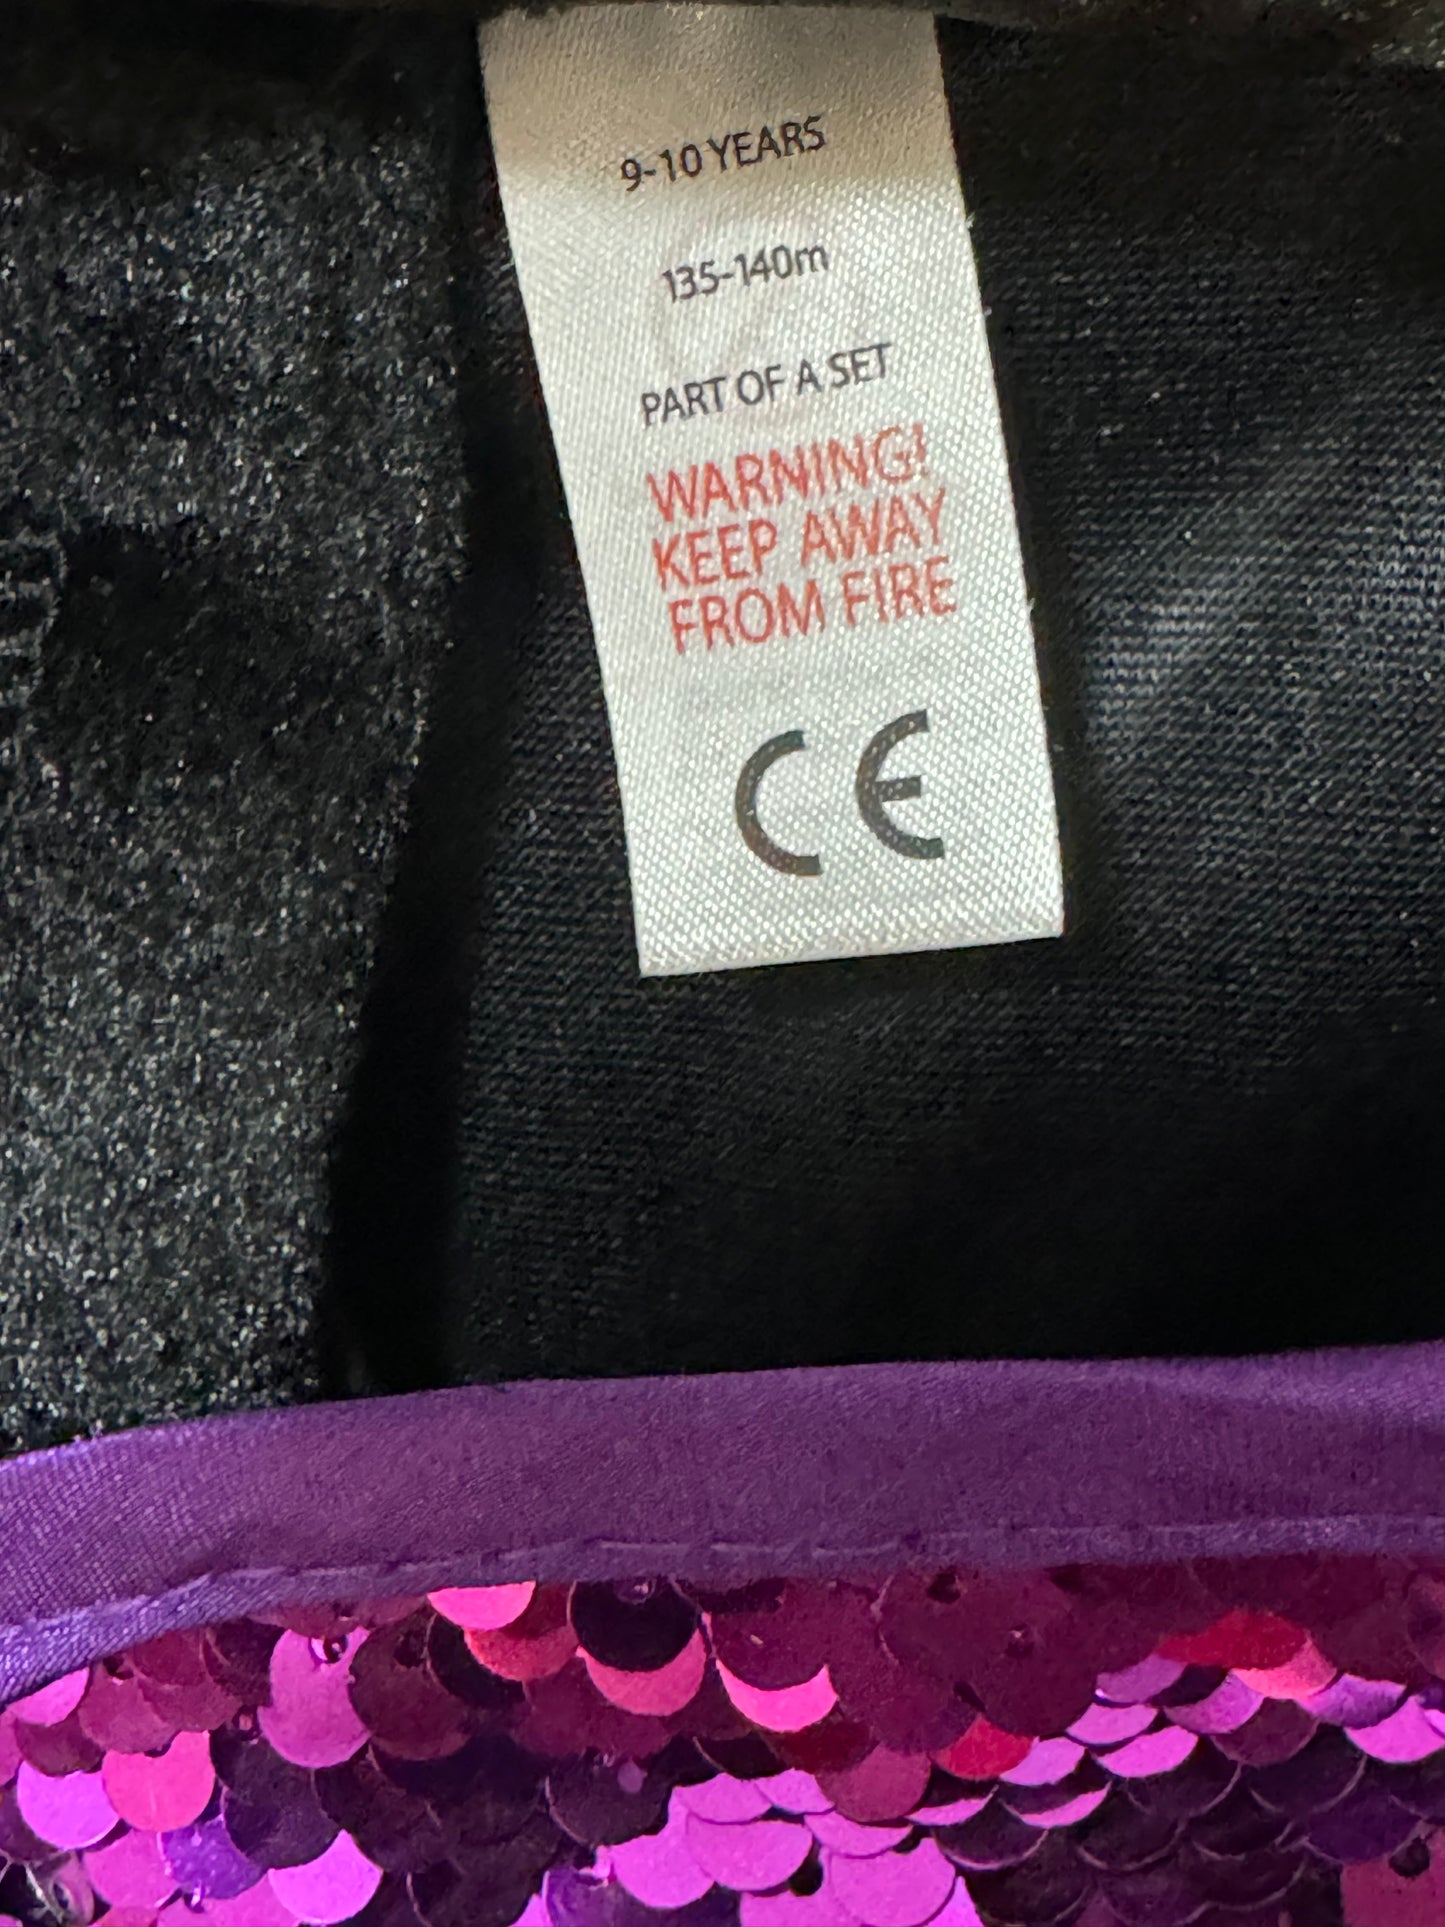 9-10 YEARS
135-140m
PART OF A SET
WARNING!
KEEP AWAY
FROM FIRE
CE